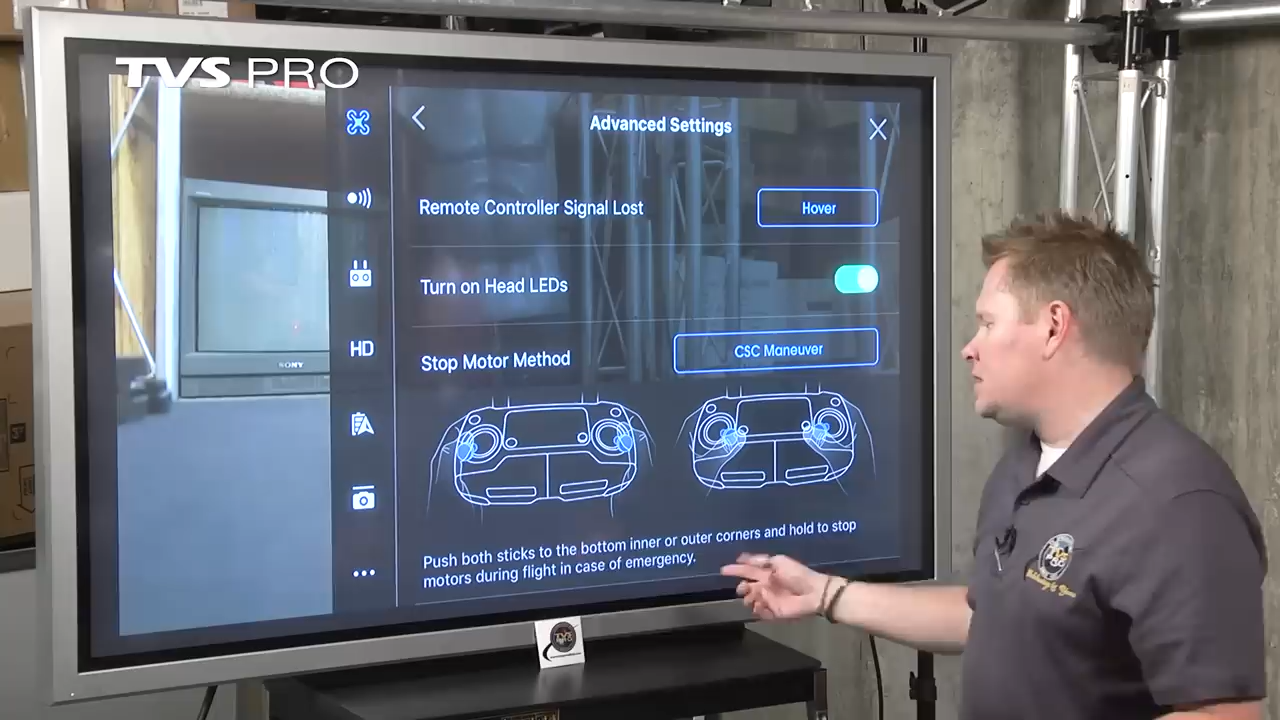 TVS PRO
Advanced Settings
Remote Controller Signal Lost
Hover
Turn on Head LEDs
HD
Stop Motor Method
CSC Maneuver
SONY
Push both sticks to the bottom inner or outer corners and hold to stop
motors during flight in case of emergency.